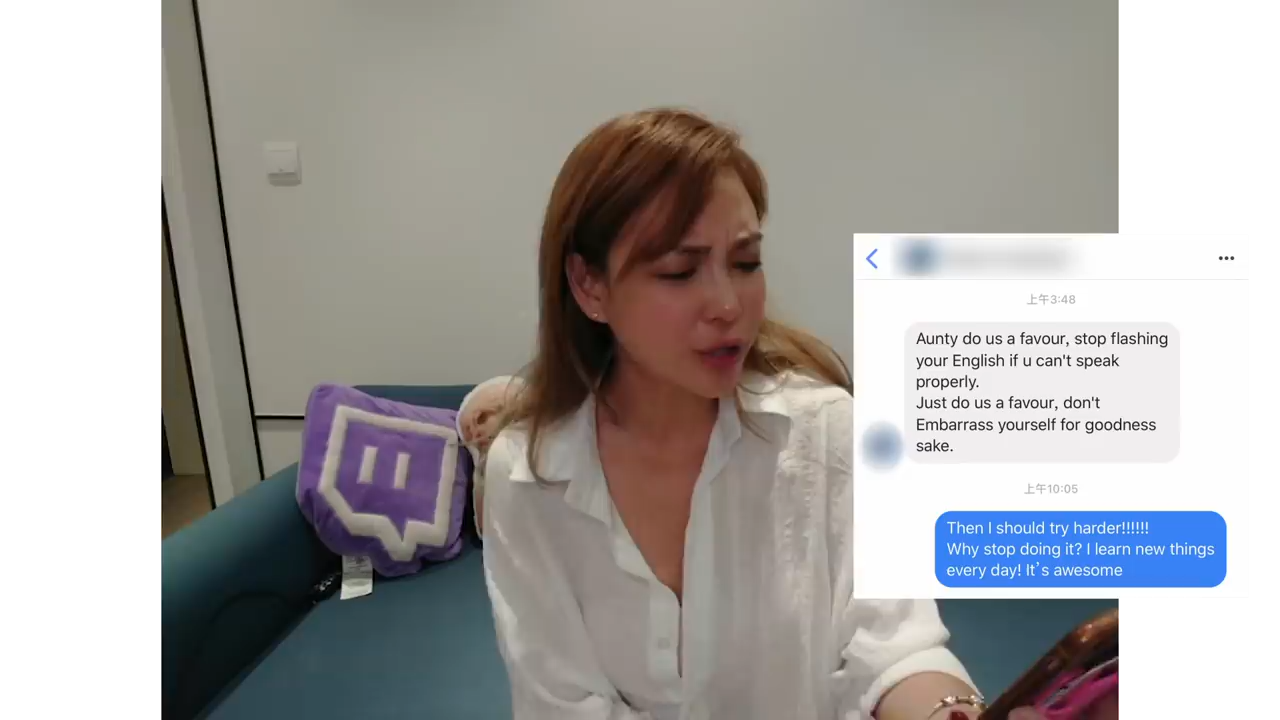 上午3:48
Aunty do us a favour, stop flashing
your English if u can't speak
properly.
Just do us a favour, don't
Embarrass yourself for goodness
sake.
上午10:05
Then I should try harder!!!!!!
Why stop doing it? I learn new things
every day! It's awesome